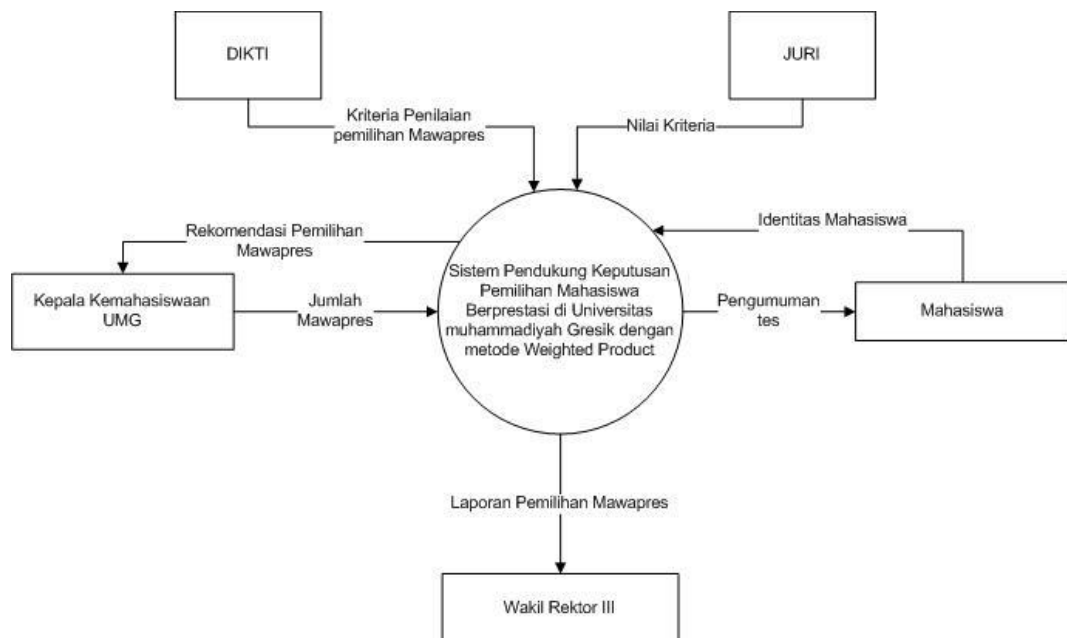 DIKTI
JURI
Kriteria Penilaian
pemilihan Mawapres
Nilai Kriteria
Rekomendasi Pemilihan
Mawapres
Identitas Mahasiswa
Kepala Kemahasiswaan
UMG
Jumlah
Mawapres
Sistem Pendukung Keputusan
Pemilihan Mahasiswa
Berprestasi di Universitas
muhammadiyah Gresik dengan
metode Weighted Product
Pengumuman
tes
Mahasiswa
Laporan Pemilihan Mawapres
Wakil Rektor III